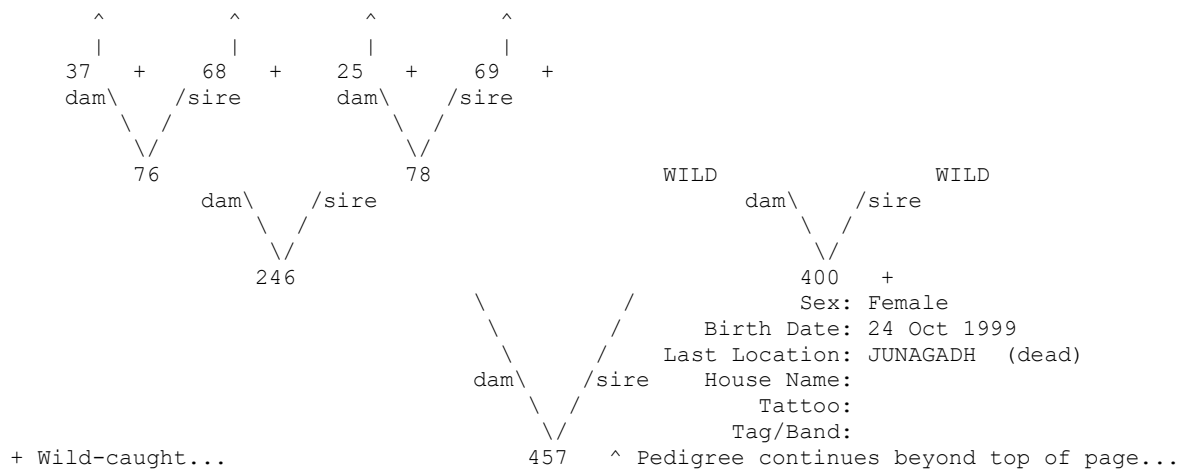 ^ ^ ^ ^
| | | |
37 + 68 + 25 + 69 +
dam\ /sire dam\ /sire
\ / \ /
\/ \/
76 78 WILD WILD
dam\ /sire dam\ /sire
\ / \ /
\/ \/
246 400 +
\ / Sex: Female
\ / Birth Date: 24 Oct 1999
\ / Last Location: JUNAGADH (dead)
dam\ /sire House Name:
\ / Tattoo:
\/ Tag/Band:
+ Wild-caught... 457 ^ Pedigree continues beyond top of page...